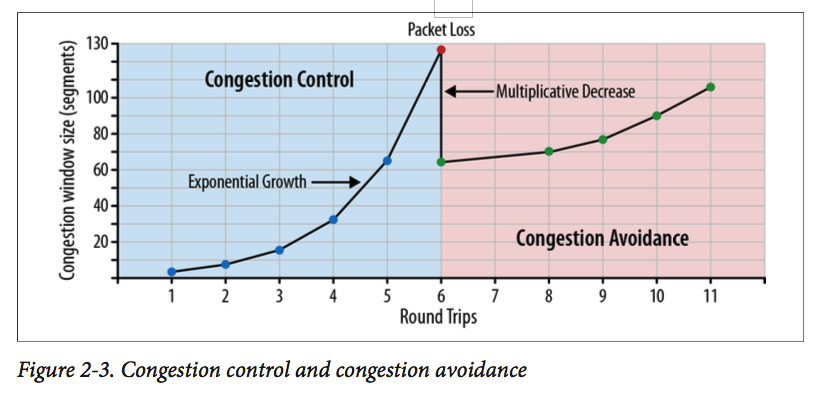 Packet Loss
Congestion window size (segments)
130
100
80
60
40
20
Congestion Control
Multiplicative Decrease
Exponential Growth
Congestion Avoidance
1 2 3 4 5 6 7 8 9 10 11
Round Trips
Figure 2-3. Congestion control and congestion avoidance